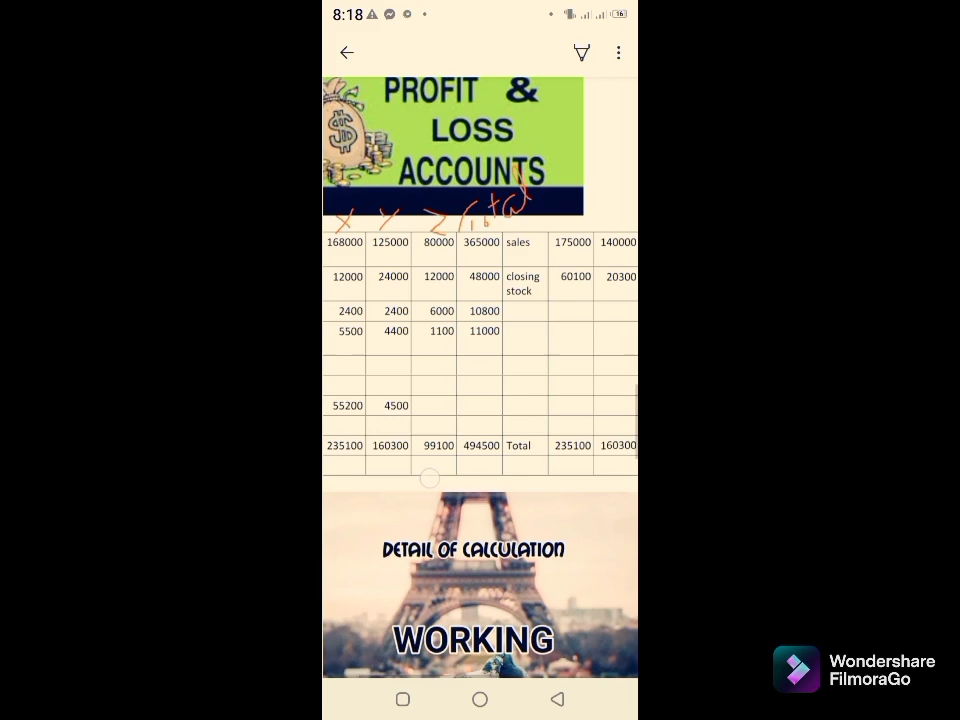 8:18
16
PROFIT &
LOSS
ACCOUNTS
X Y Z Total
168000 125000 80000 365000 sales 175000 140000
12000 24000 12000 48000 closing stock 60100 20300
2400 2400 6000 10800
5500 4400 1100 11000
55200 4500
235100 160300 99100 494500 Total 235100 160300
DETAIL OF CALCULATION
WORKING
Wondershare
FilmoraGo